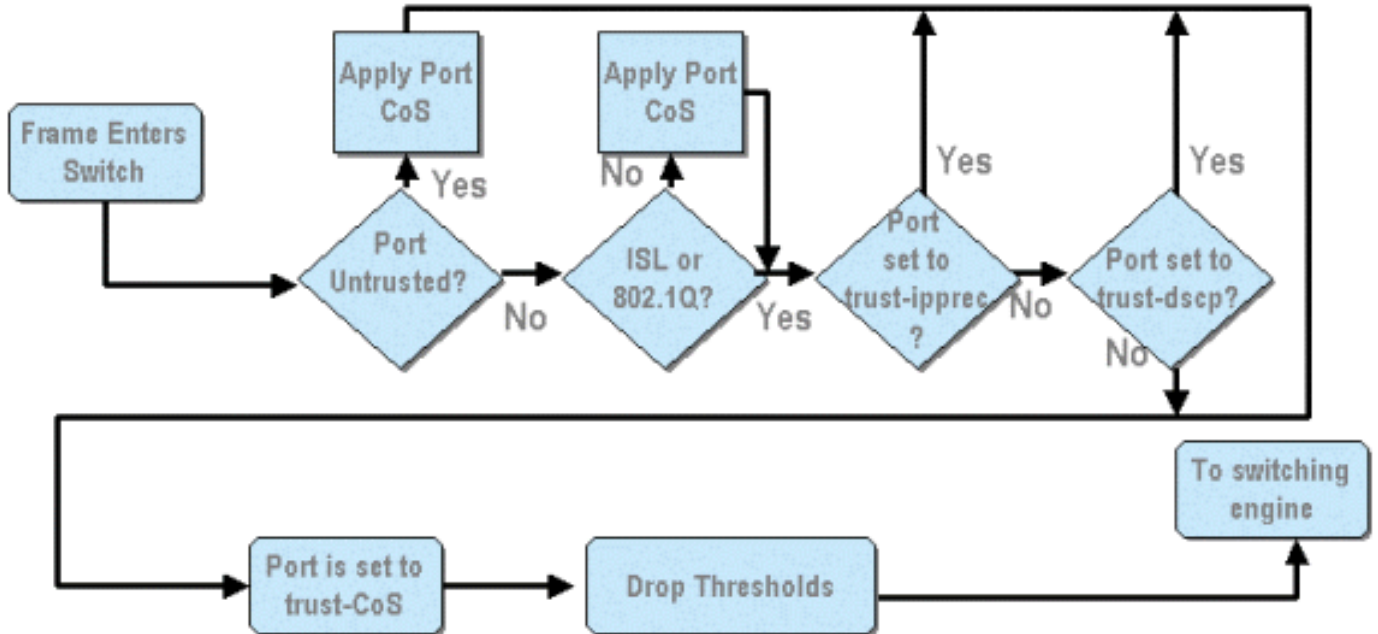 Frame Enters
Switch
Apply Port
CoS
Yes
Port
Untrusted?
No
Apply Port
CoS
No
ISL or
802.1Q?
Yes
Port
set to
trust-ipprec
?
Yes
No
Port set to
trust-dscp?
Yes
No
Port is set to
trust-CoS
Drop Thresholds
To switching
engine